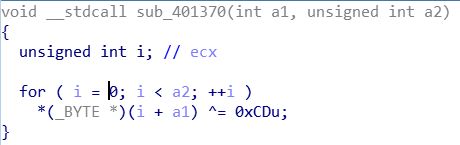 void __stdcall sub_401370(int a1, unsigned int a2)
{
  unsigned int i; // ecx

  for ( i = 0; i < a2; ++i )
    *(_BYTE *)(i + a1) ^= 0xCDu;
}